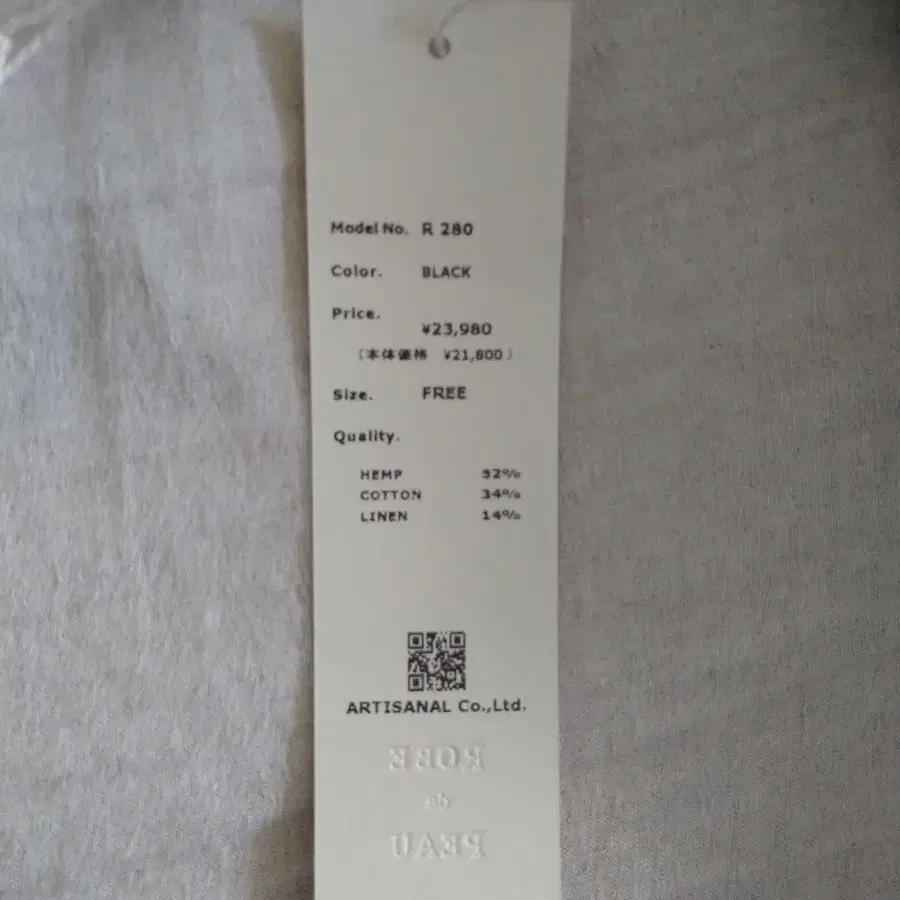 Model No. R 280
Color. BLACK
Price.
¥23,980
(本体価格 ¥21,800)
Size. FREE
Quality.
HEMP 52%
COTTON 34%
LINEN 14%
ARTISANAL Co.,Ltd.
ROBE
de
PEAU